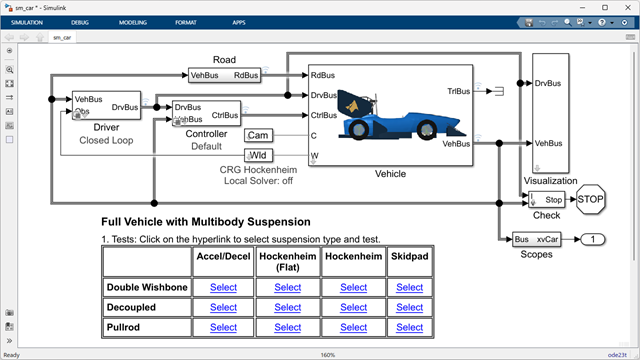 sm_car * - Simulink
SIMULATION DEBUG MODELING FORMAT APPS
sm_car
Road
VehBus RdBus
VehBus
Obs
DrvBus
Driver
Closed Loop
DrvBus
VehBus
CtrlBus
Controller
Default
Cam
Wld
CRG Hockenheim
Local Solver: off
RdBus
DrvBus
CtrlBus
C
W
TrlBus
VehBus
Vehicle
DrvBus
VehBus
Visualization
Stop
Check
STOP
Bus xvCar
Scopes
1
Full Vehicle with Multibody Suspension
1. Tests: Click on the hyperlink to select suspension type and test.
Accel/Decel Hockenheim (Flat) Hockenheim Skidpad
Double Wishbone Select Select Select Select
Decoupled Select Select Select Select
Pullrod Select Select Select Select
Ready 160% ode23t